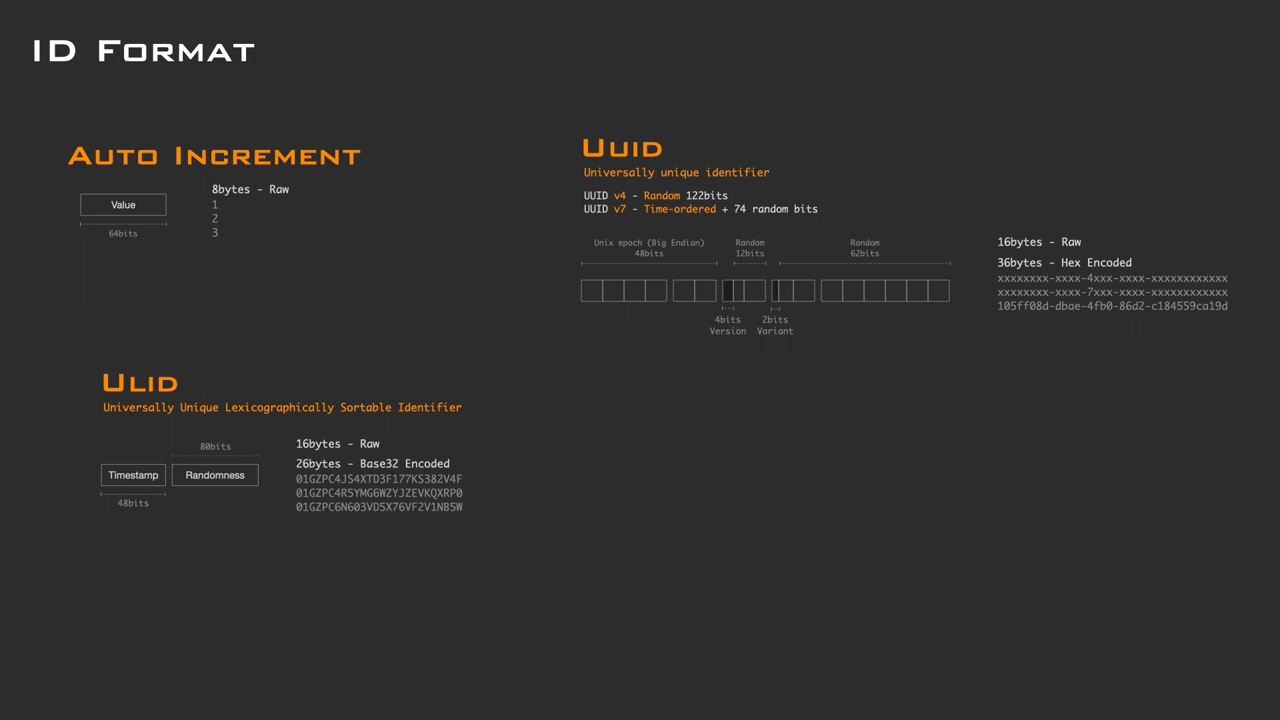 ID Format
Auto Increment
Value
64bits
8bytes - Raw
1
2
3
Uuid
Universally unique identifier
UUID v4 - Random 122bits
UUID v7 - Time-ordered + 74 random bits
Unix epoch (Big Endian)
48bits
Random
12bits
Random
62bits
4bits
Version
2bits
Variant
16bytes - Raw
36bytes - Hex Encoded
xxxxxxxx-xxxx-4xxx-xxxx-xxxxxxxxxxxx
xxxxxxxx-xxxx-7xxx-xxxx-xxxxxxxxxxxx
105ff08d-dbae-4fb0-86d2-c184559ca19d
Ulid
Universally Unique Lexicographically Sortable Identifier
80bits
Timestamp
Randomness
48bits
16bytes - Raw
26bytes - Base32 Encoded
01GZPC4JS4XTD3F177KS382V4F
01GZPC4R5YMG6WZYJZEVKQXRP0
01GZPC6N603VD5X76VF2V1NB5W